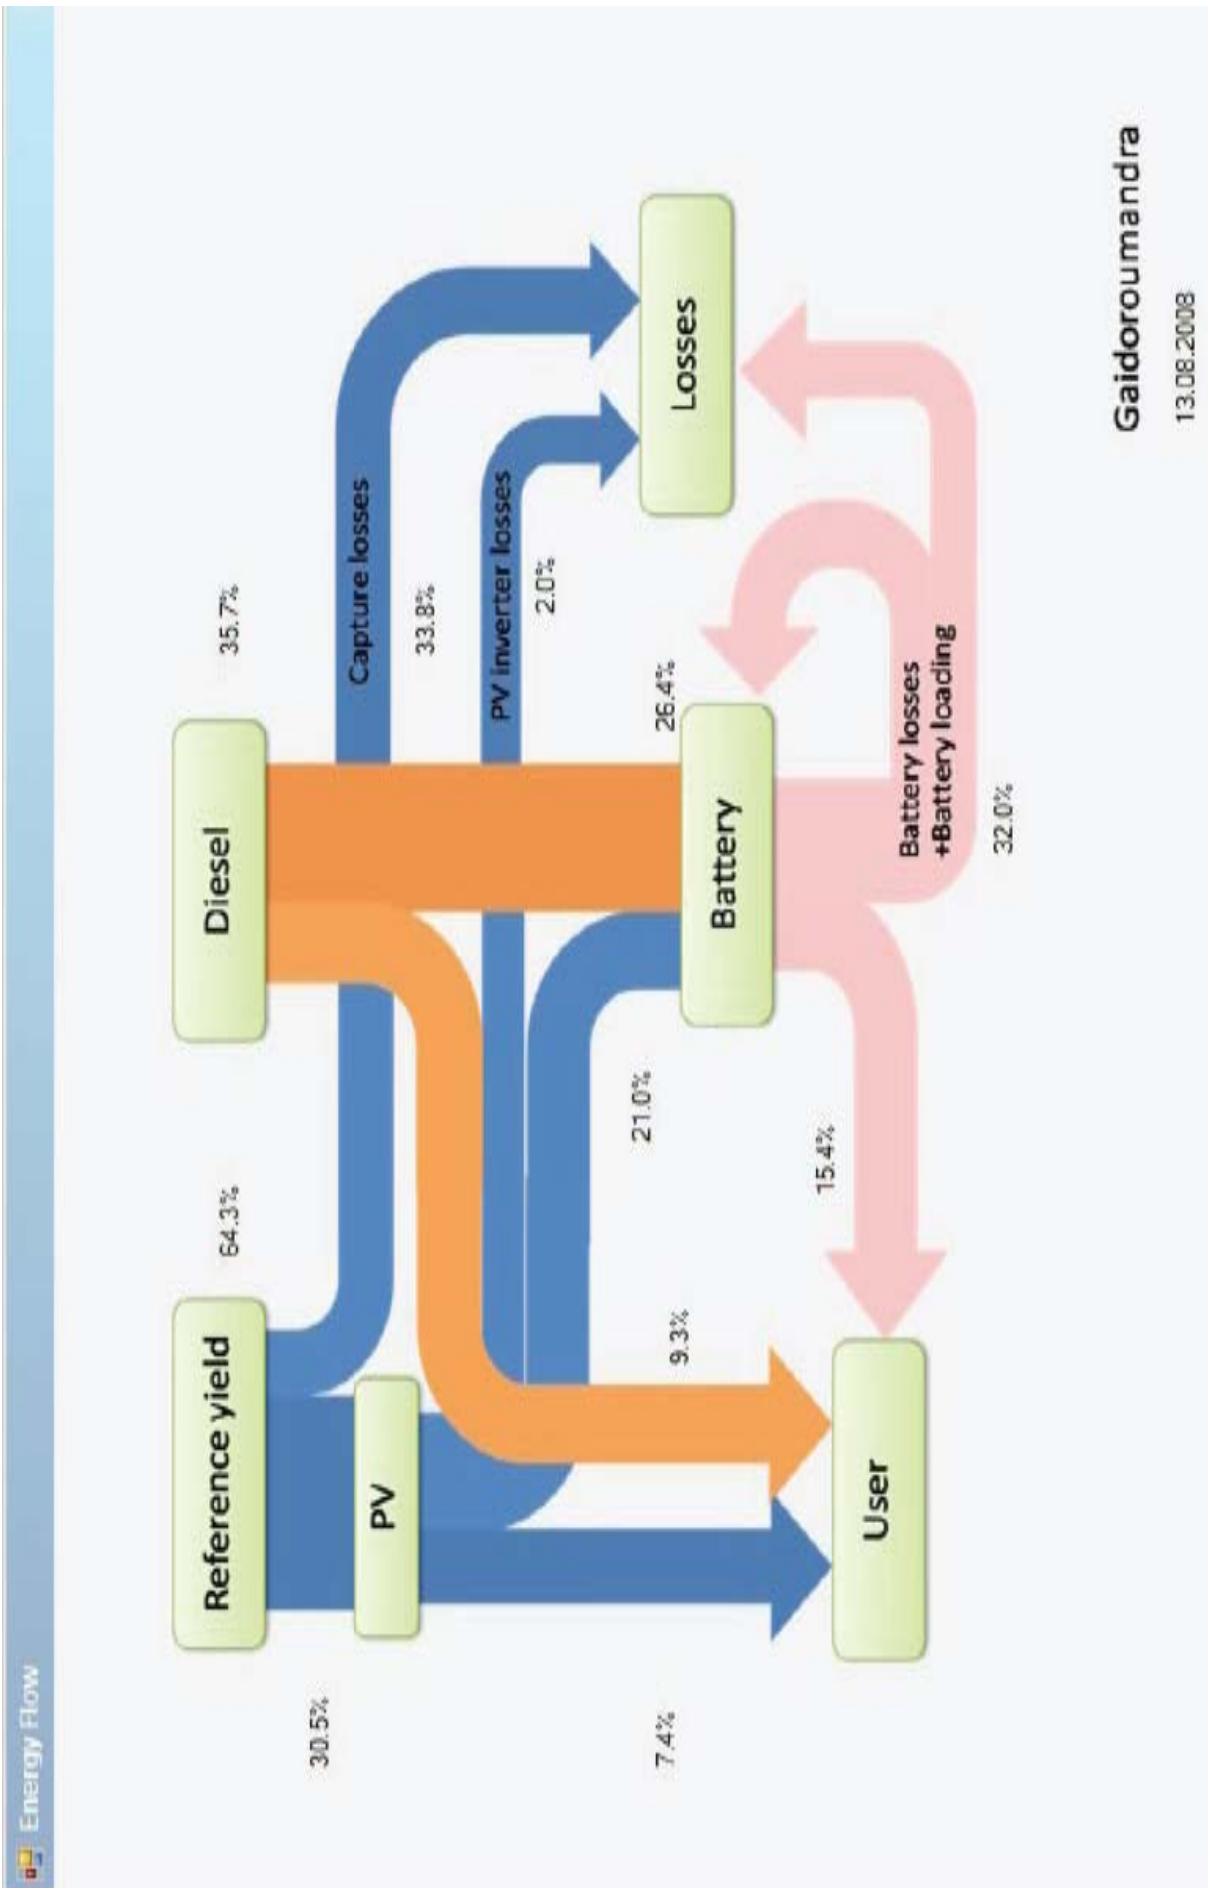 Energy Flow
Reference yield
64.3%
Diesel
35.7%
30.5%
PV
Capture losses
33.8%
PV inverter losses
2.0%
7.4%
9.3%
21.0%
26.4%
Battery
Losses
15.4%
User
Battery losses
+Battery loading
32.0%
Gaidoroumandra
13.08.2008